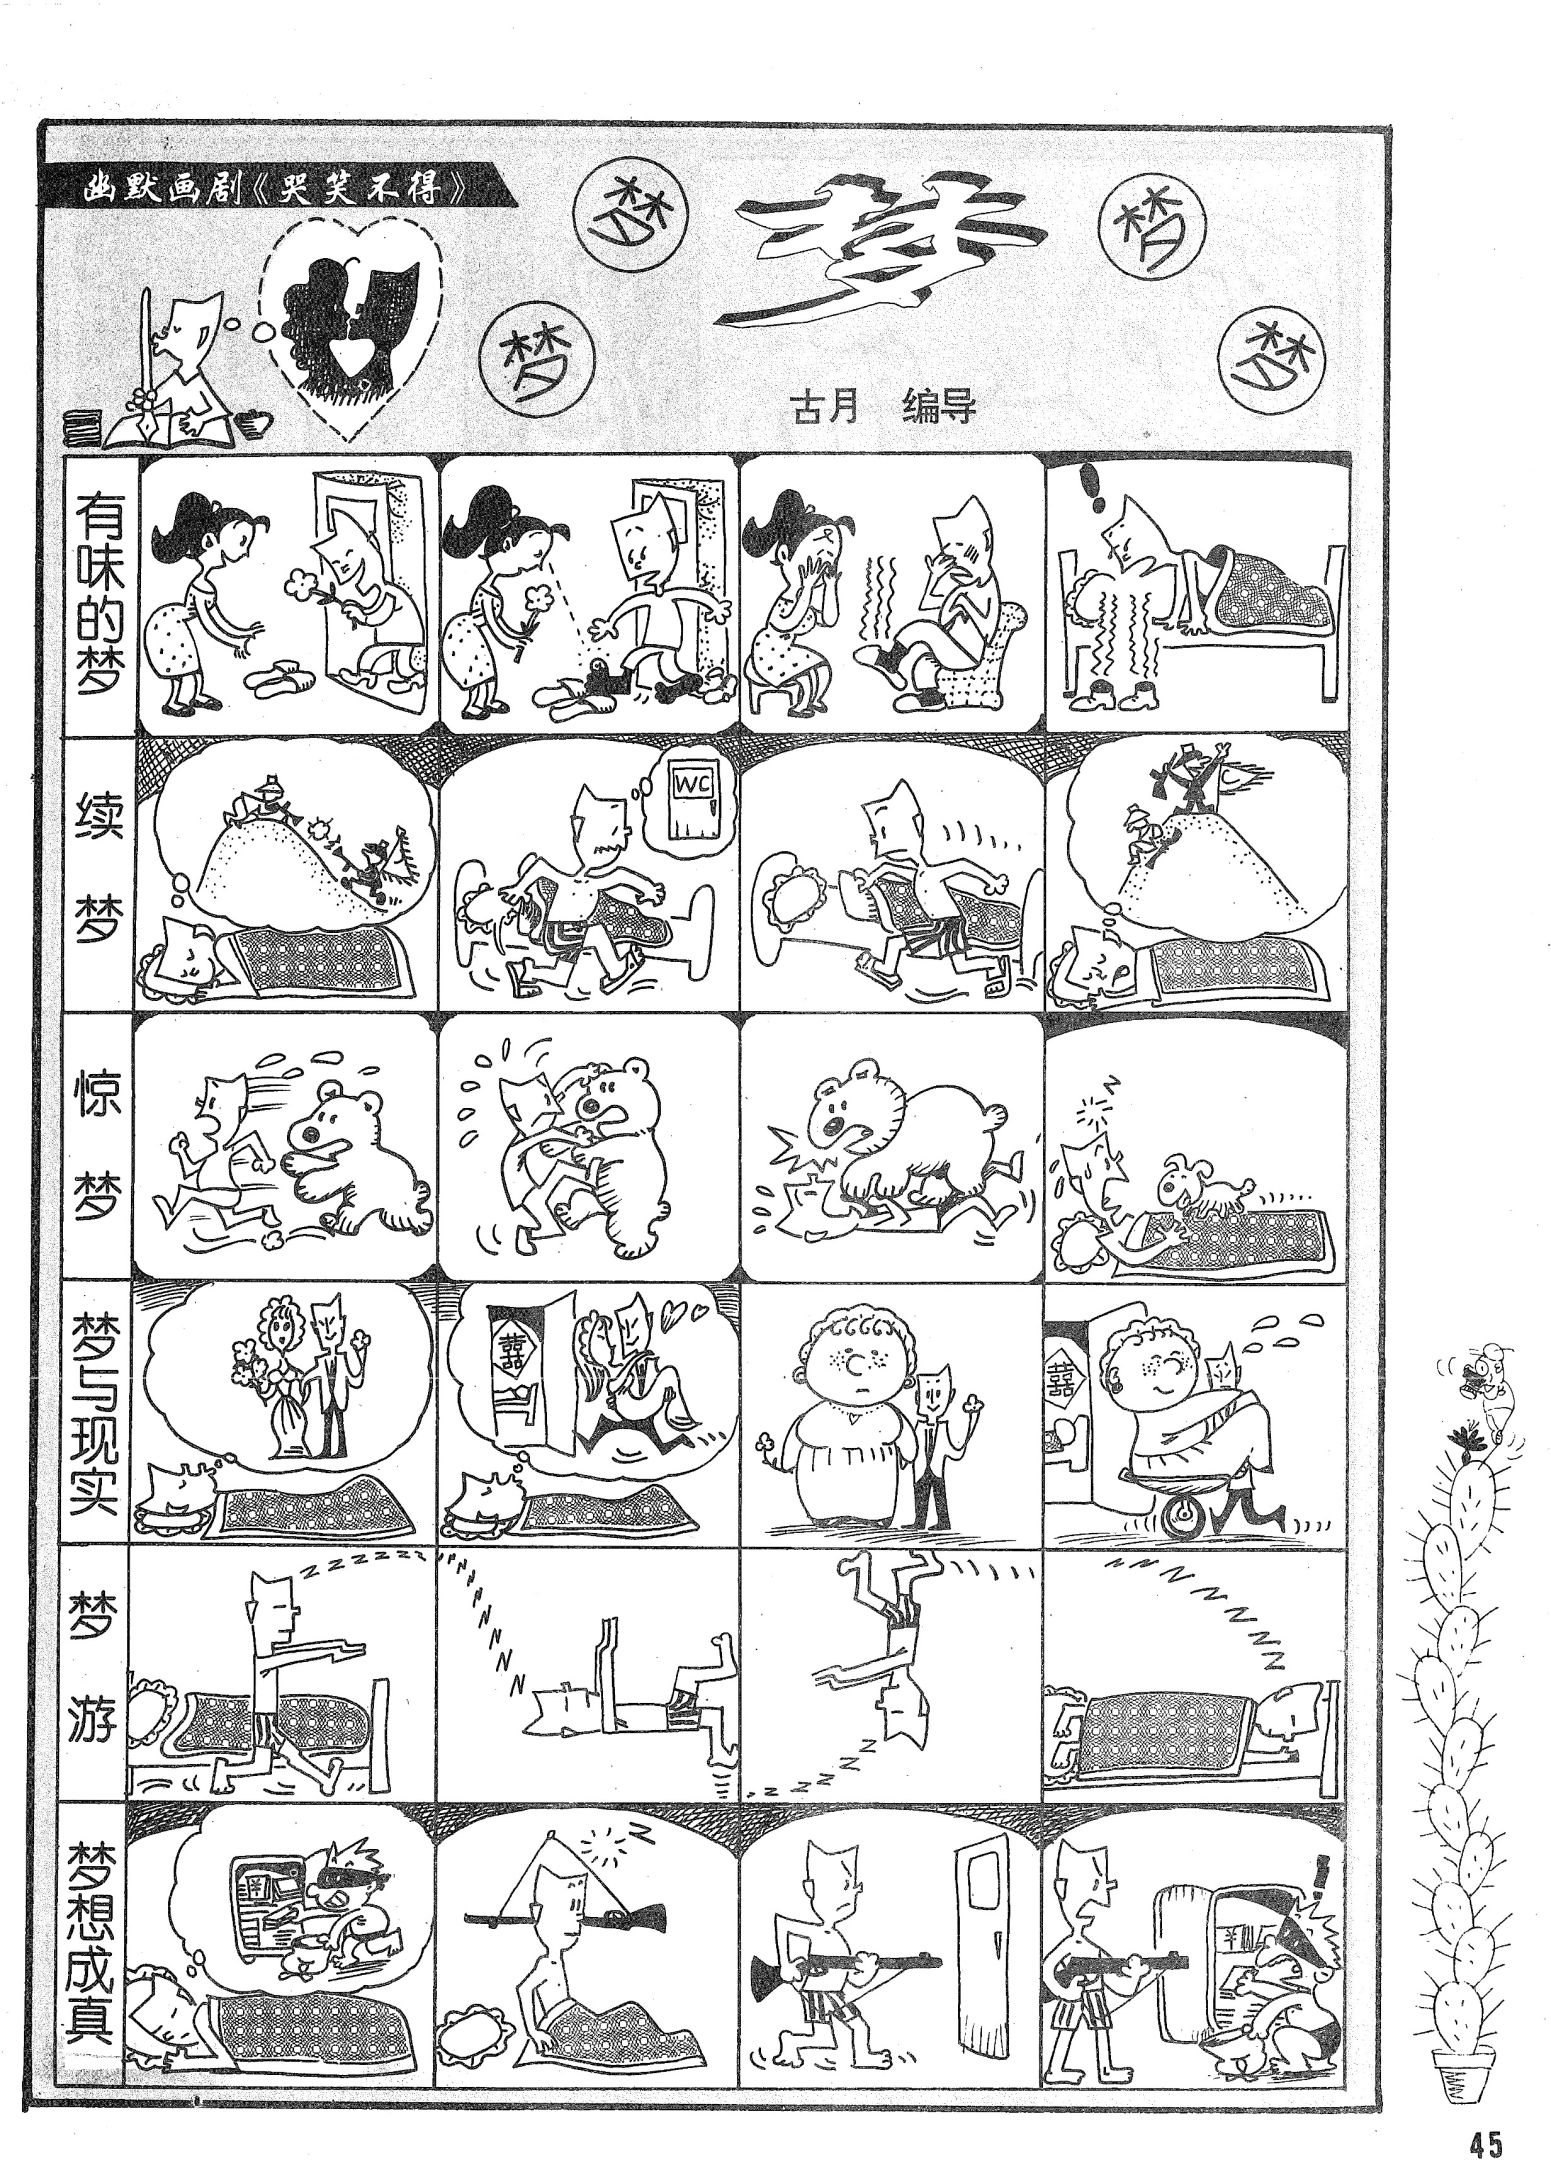 幽默画剧《哭笑不得》
梦
梦
梦
梦
梦
古月 编导
有味的梦
续梦
WC
惊梦
Z
梦与现实
囍
囍
梦游
Z Z Z Z Z Z Z
N N N N N N N N
Z Z Z Z Z Z
N N N N N N Z Z
梦想成真
¥
Z
¥
!
45